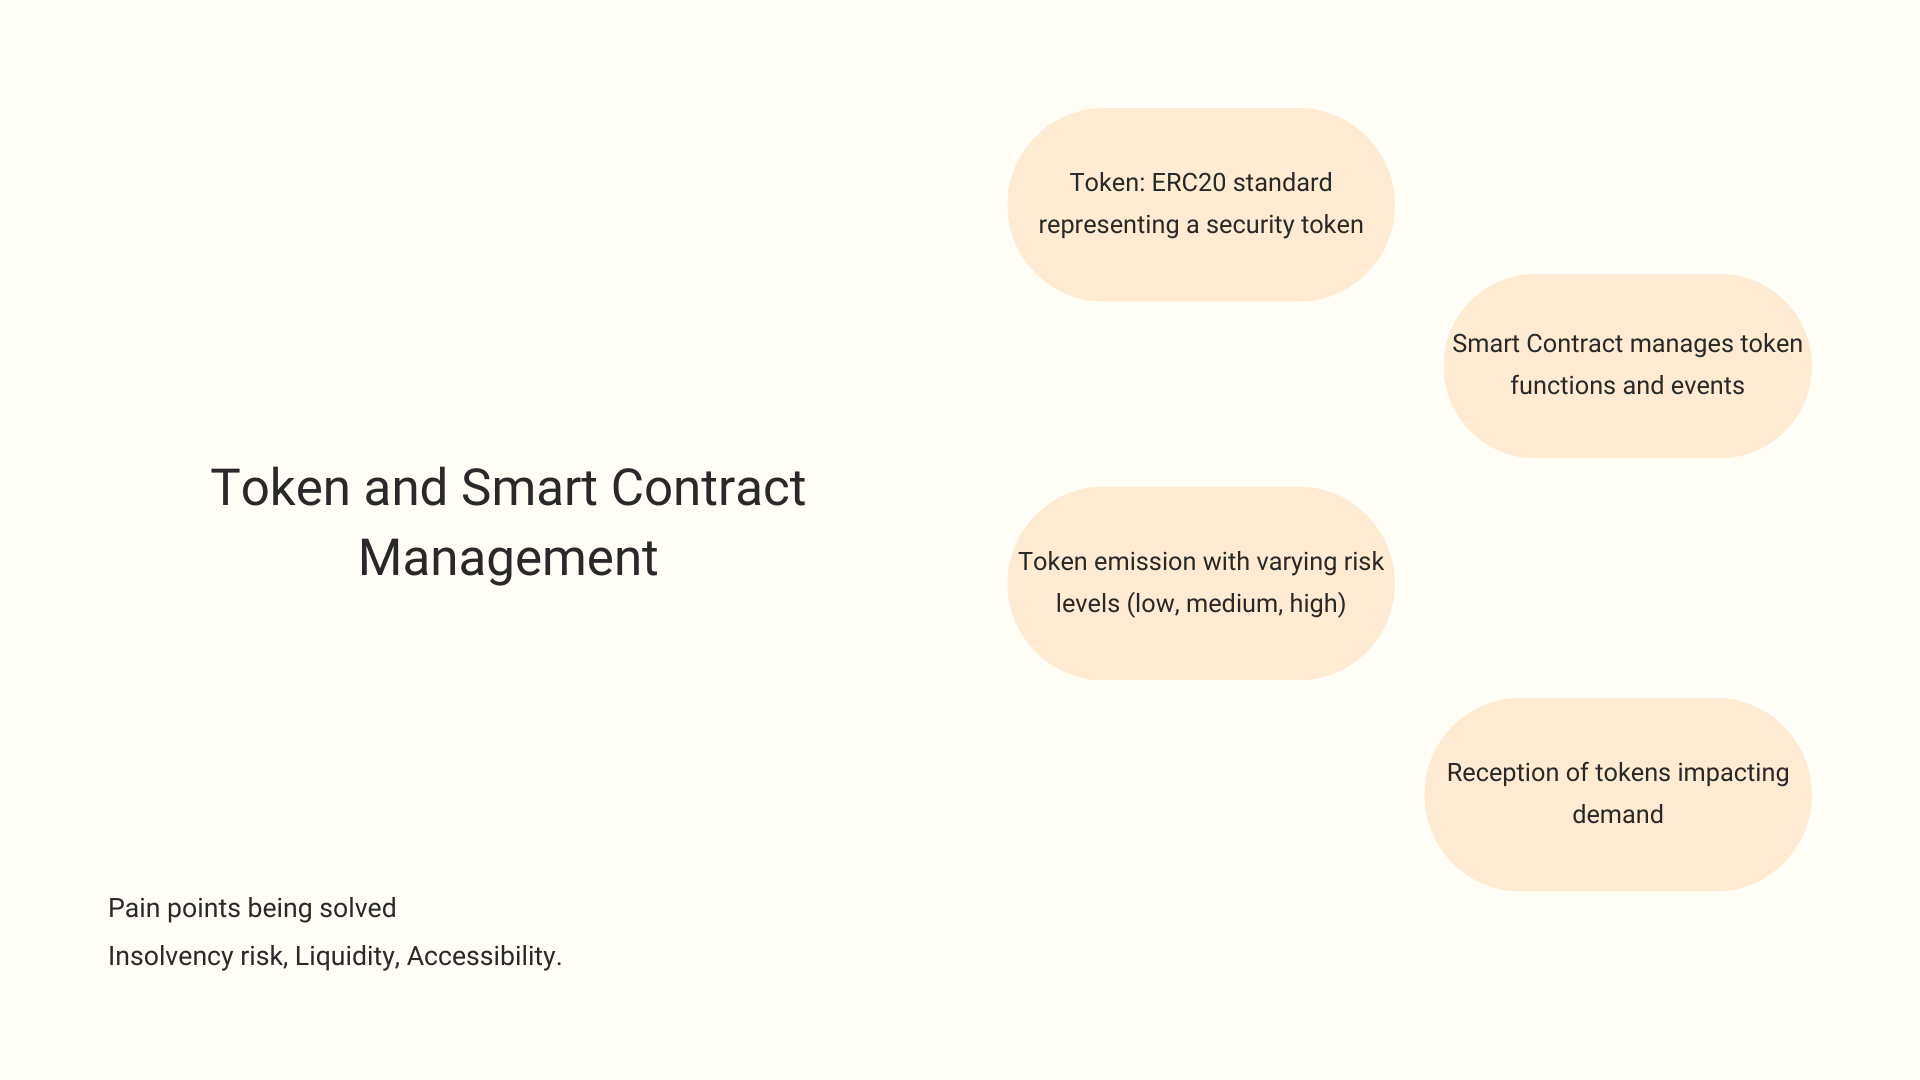 Token and Smart Contract
Management
Pain points being solved
Insolvency risk, Liquidity, Accessibility.
Token: ERC20 standard
representing a security token
Smart Contract manages token
functions and events
Token emission with varying risk
levels (low, medium, high)
Reception of tokens impacting
demand